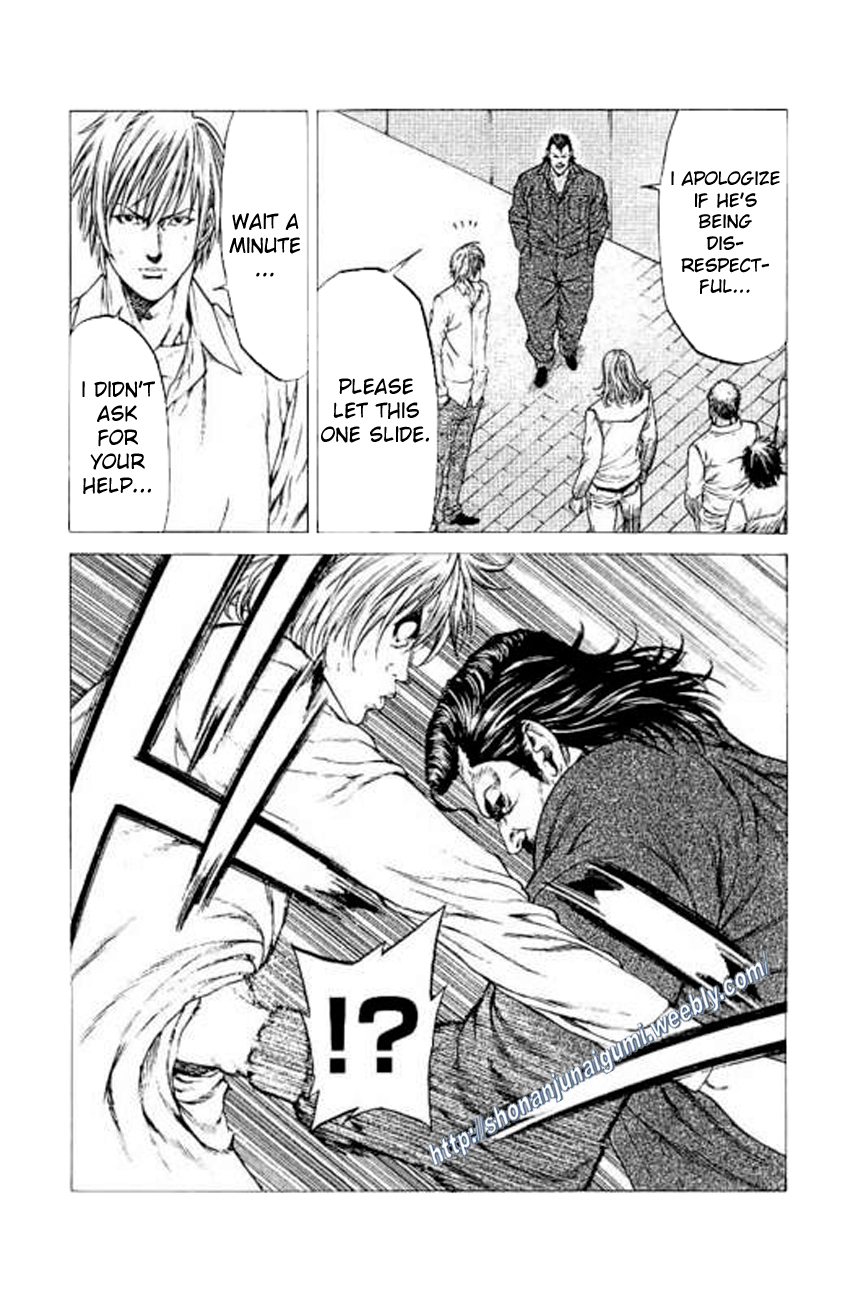 I APOLOGIZE
IF HE'S
BEING
DIS-
RESPECT-
FUL...
PLEASE
LET THIS
ONE SLIDE.
WAIT A
MINUTE
...
I DIDN'T
ASK
FOR
YOUR
HELP...
!?
http://shonanjunaigumi.weebly.com/